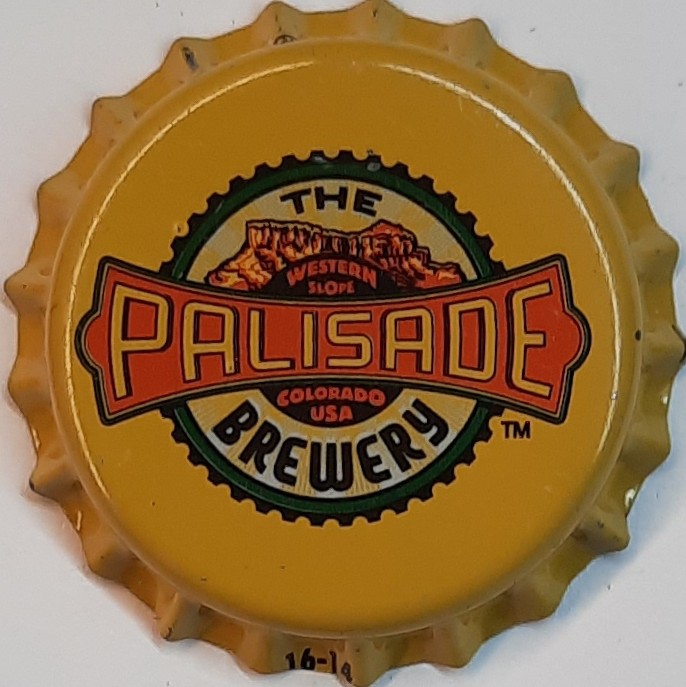 THE
WESTERN
SLOPE
PALISADE
COLORADO
USA
BREWERY
TM
16-14